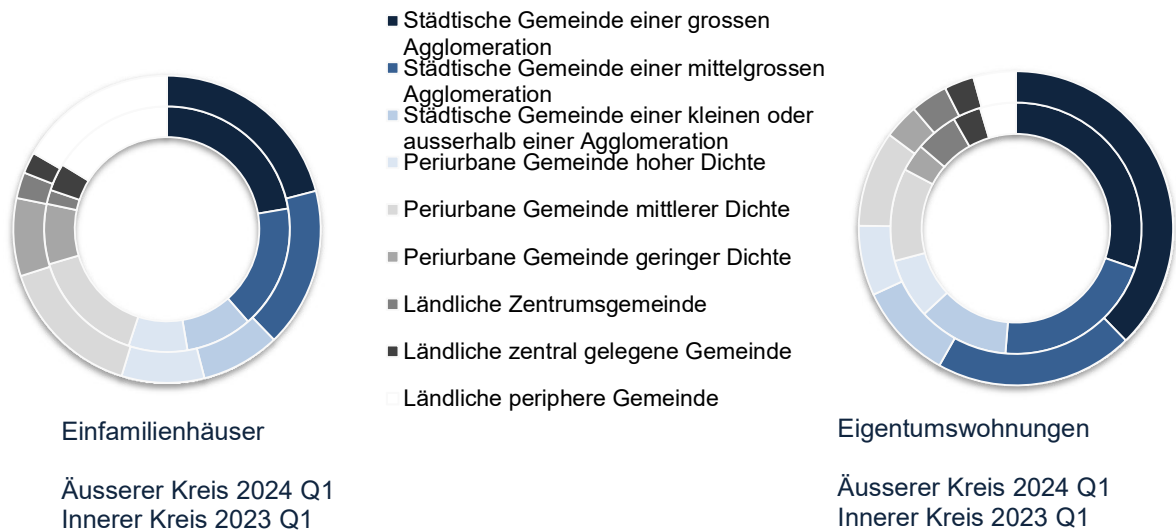 Städtische Gemeinde einer grossen
Agglomeration
Städtische Gemeinde einer mittelgrossen
Agglomeration
Städtische Gemeinde einer kleinen oder
ausserhalb einer Agglomeration
Periurbane Gemeinde hoher Dichte
Periurbane Gemeinde mittlerer Dichte
Periurbane Gemeinde geringer Dichte
Ländliche Zentrumsgemeinde
Ländliche zentral gelegene Gemeinde
Ländliche periphere Gemeinde
Einfamilienhäuser
Äusserer Kreis 2024 Q1
Innerer Kreis 2023 Q1
Eigentumswohnungen
Äusserer Kreis 2024 Q1
Innerer Kreis 2023 Q1